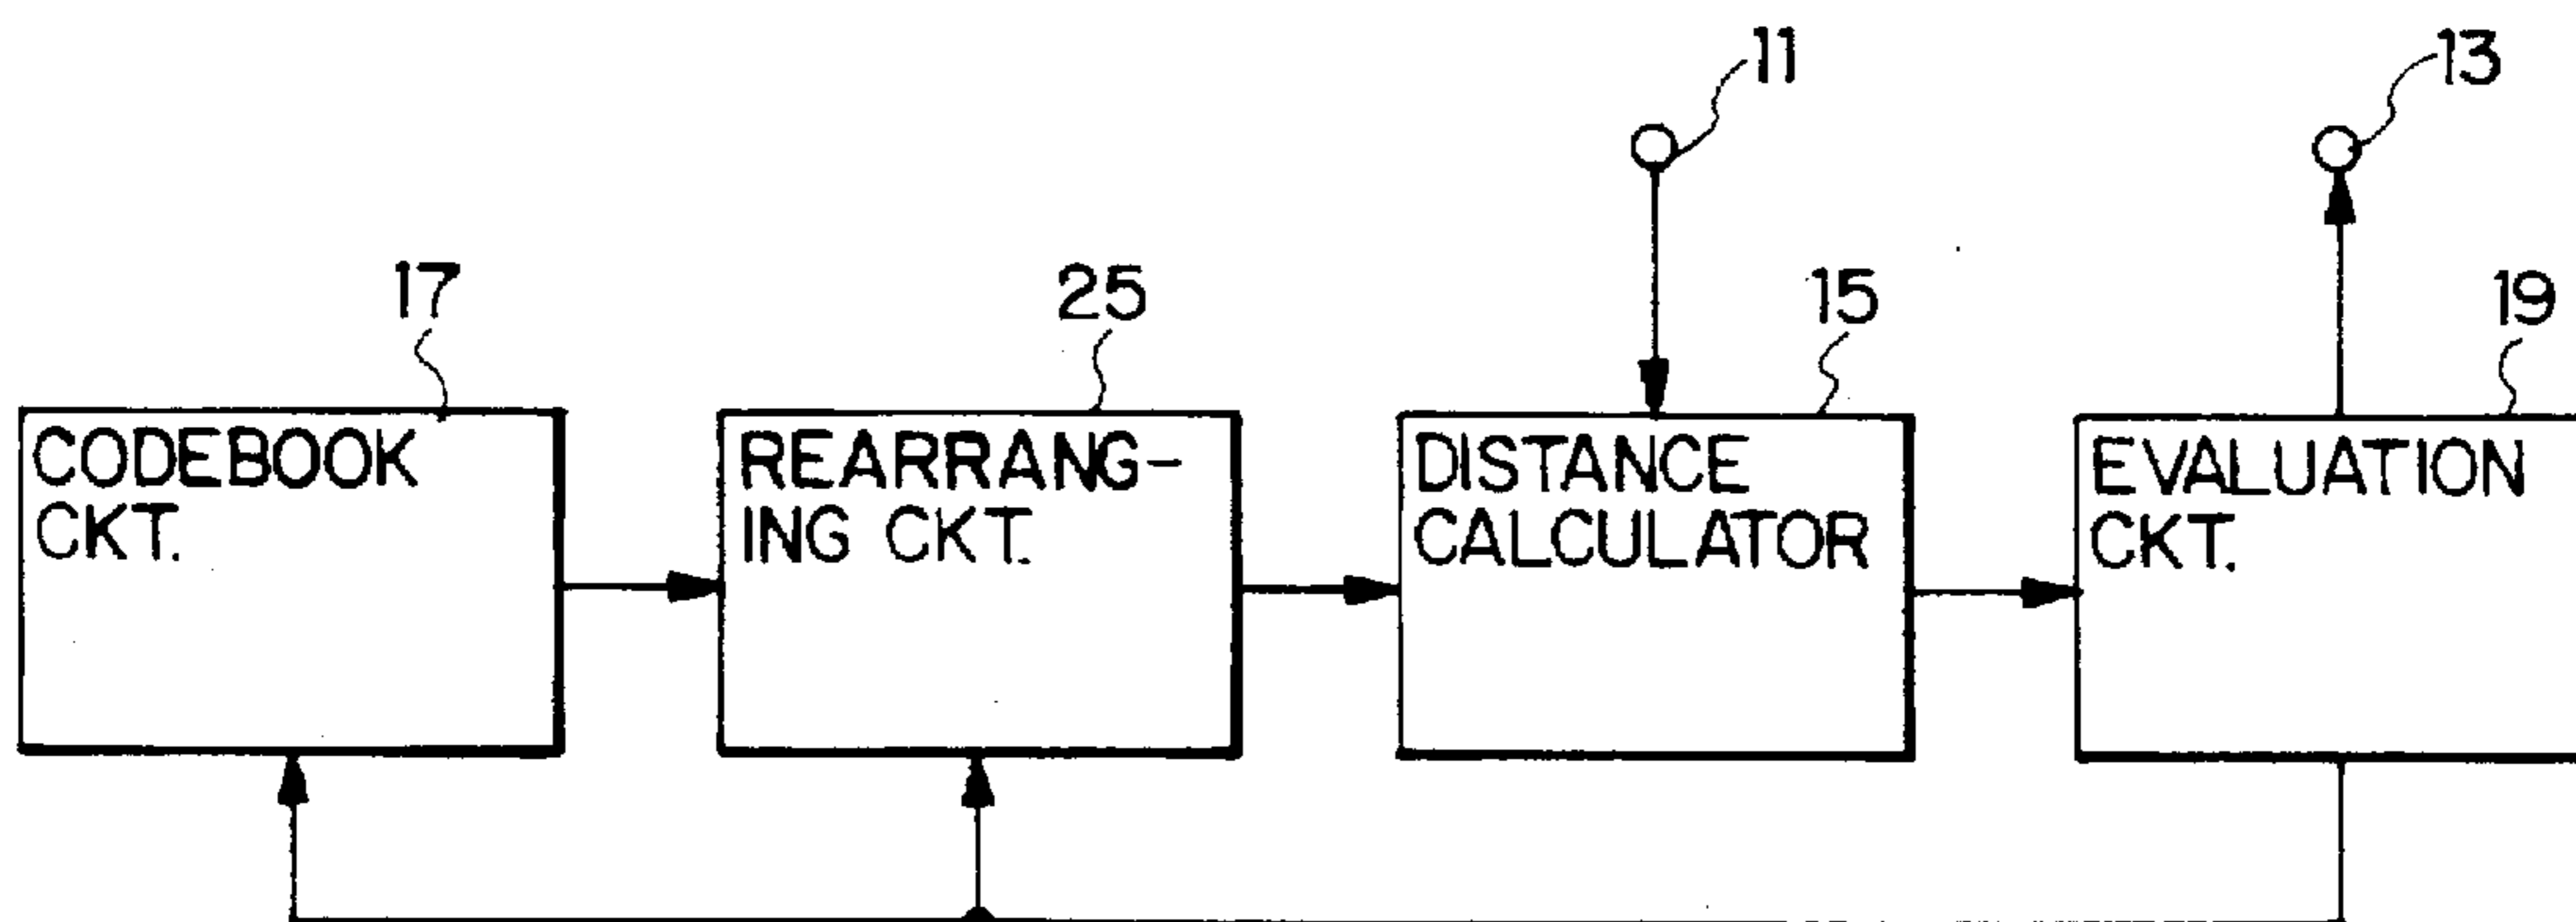 11
13
17
25
15
19
CODEBOOK
CKT.
REARRANG-
ING CKT.
DISTANCE
CALCULATOR
EVALUATION
CKT.